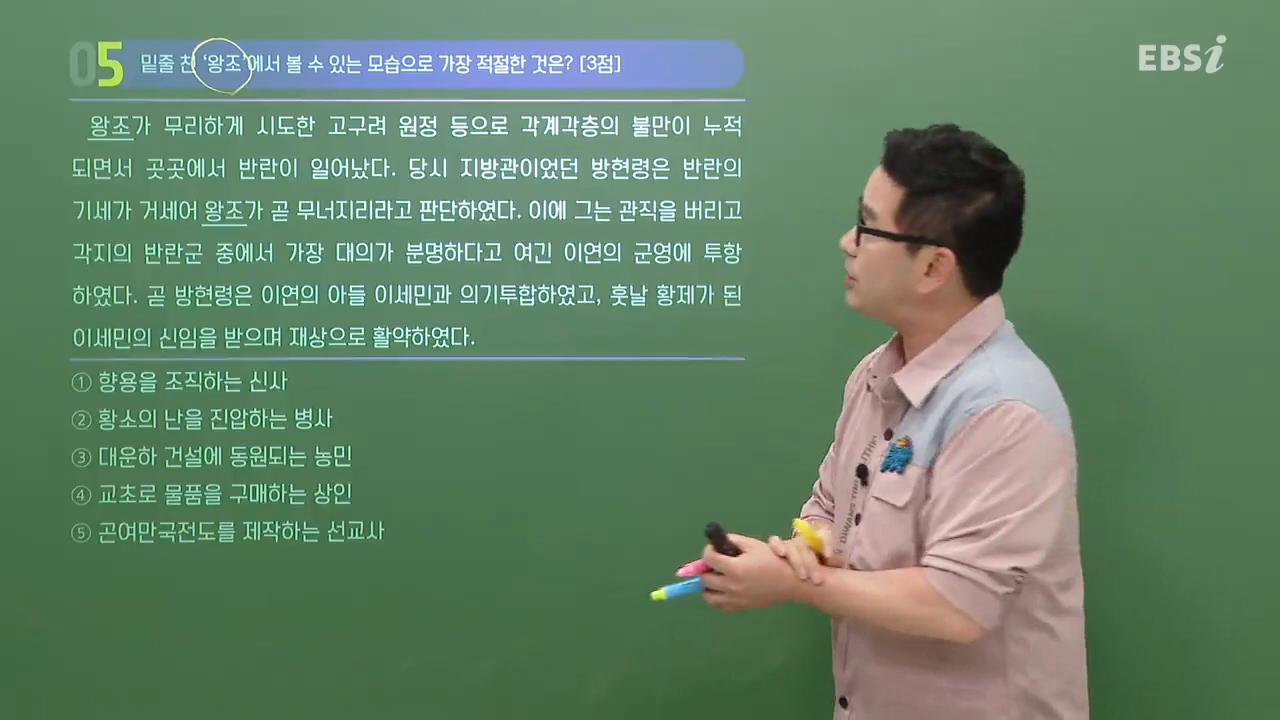 05 밑줄 친 '왕조'에서 볼 수 있는 모습으로 가장 적절한 것은? [3점]
EBSi
왕조가 무리하게 시도한 고구려 원정 등으로 각계각층의 불만이 누적
되면서 곳곳에서 반란이 일어났다. 당시 지방관이었던 방현령은 반란의
기세가 거세어 왕조가 곧 무너지리라고 판단하였다. 이에 그는 관직을 버리고
각지의 반란군 중에서 가장 대의가 분명하다고 여긴 이연의 군영에 투항
하였다. 곧 방현령은 이연의 아들 이세민과 의기투합하였고, 훗날 황제가 된
이세민의 신임을 받으며 재상으로 활약하였다.
① 향용을 조직하는 신사
② 황소의 난을 진압하는 병사
③ 대운하 건설에 동원되는 농민
④ 교초로 물품을 구매하는 상인
⑤ 곤여만국전도를 제작하는 선교사